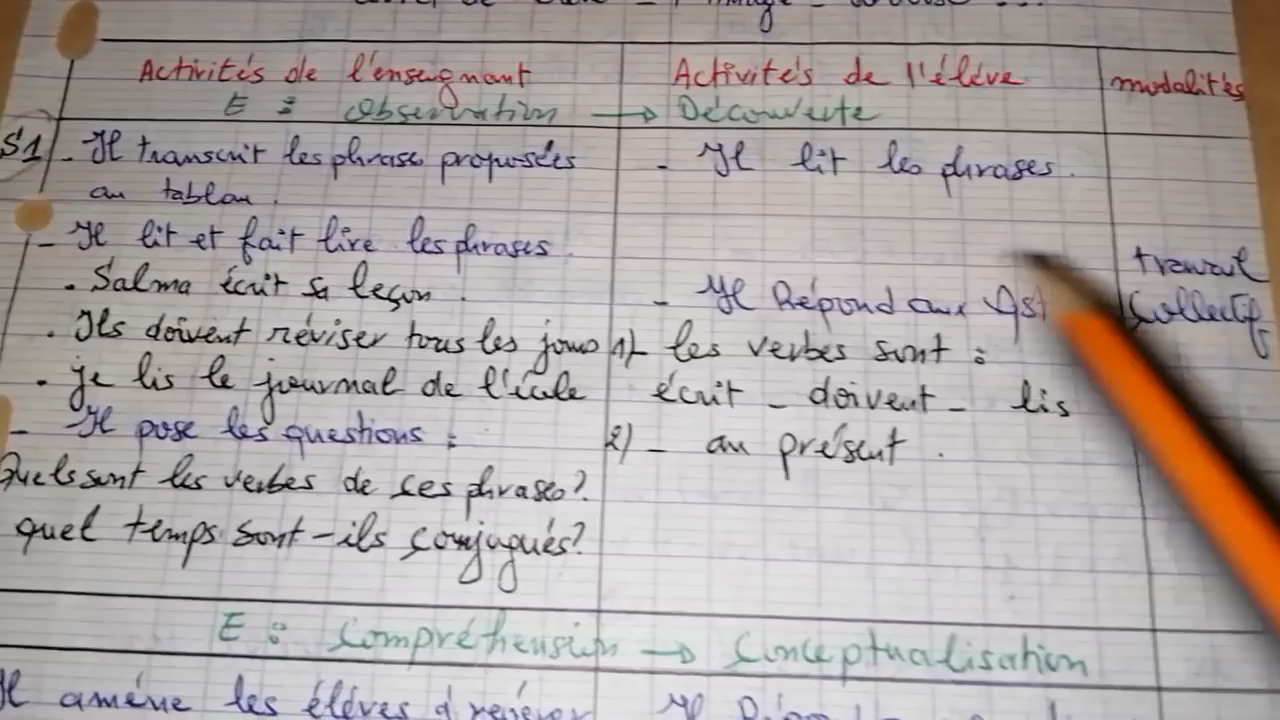 Activités de l'enseignant
Activités de l'élève
modalités
E : Observation → Découverte
S1
- Il transcrit les phrases proposées
au tableau.
- Il lit et fait lire les phrases.
. Salma écrit sa leçon.
. Ils doivent réviser tous les jours
. je lis le journal de l'école
- Il pose les questions :
Quels sont les verbes de ces phrases?
quel temps sont-ils conjugués?
- Il lit les phrases.
- Il Répond aux Qst
1)- les verbes sont :
écrit - doivent - lis
2) - au présent.
travail
Collectif
E : Compréhension → Conceptualisation
Il amène les élèves à
Il